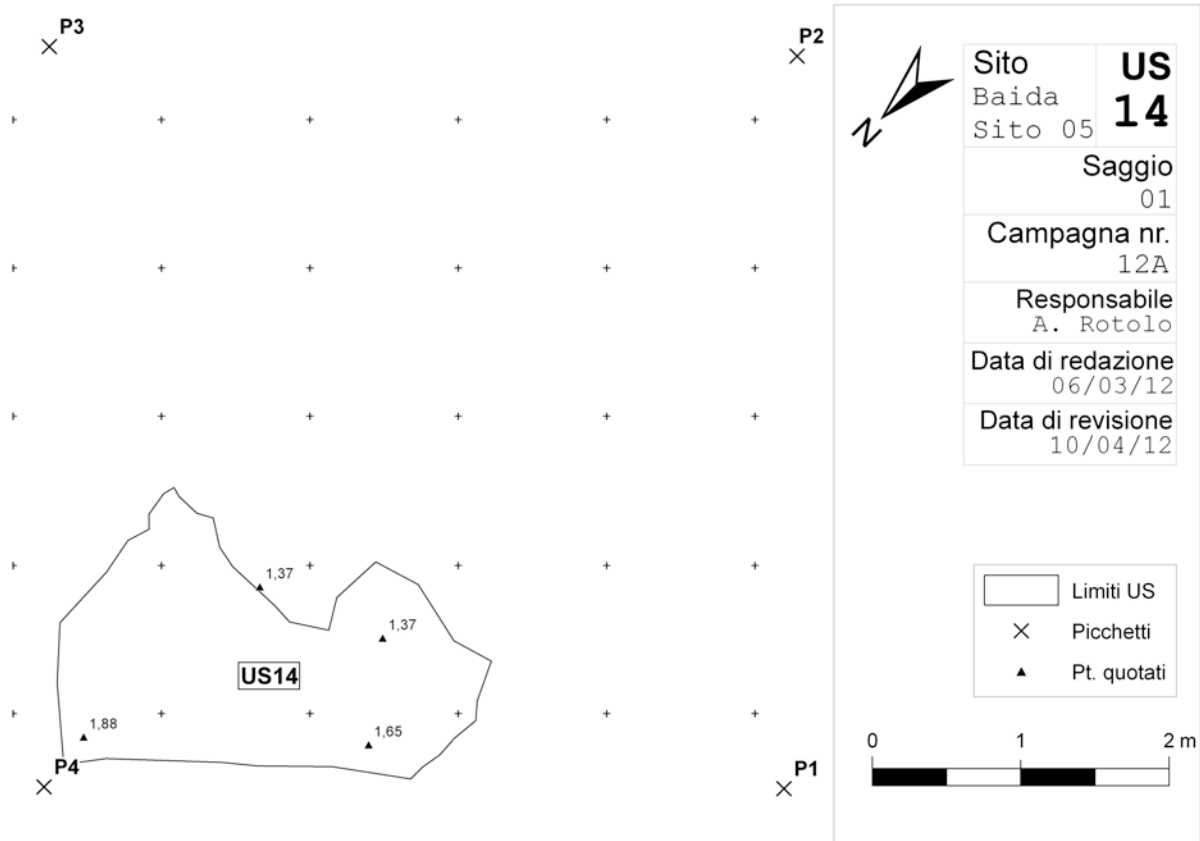 P3
P2
N
Sito
US
Baida
14
Sito 05
Saggio
01
Campagna nr.
12A
Responsabile
A. Rotolo
Data di redazione
06/03/12
Data di revisione
10/04/12
1,37
1,37
US14
1,88
1,65
P4
P1
Limiti US
Picchetti
Pt. quotati
0 1 2 m